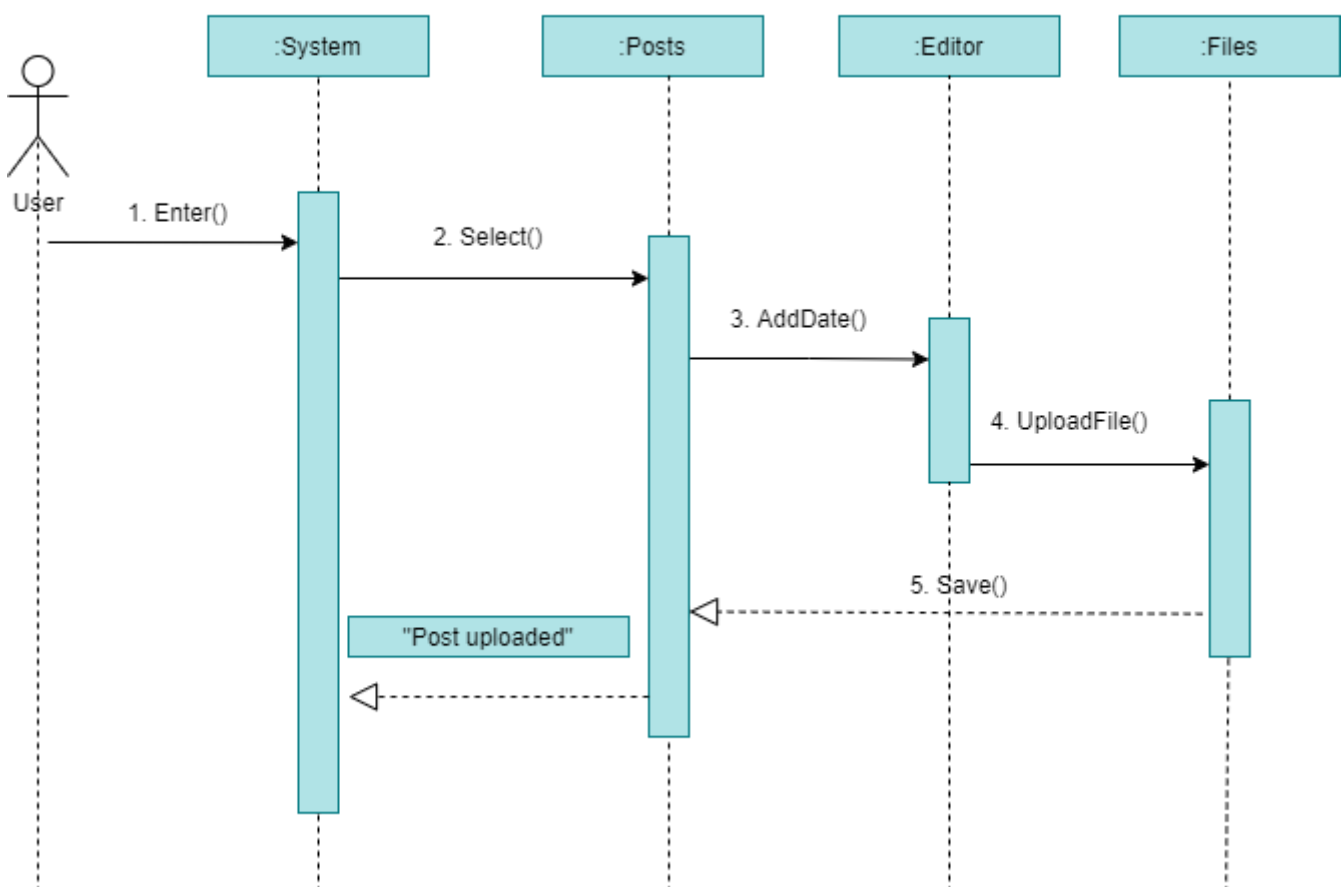 :System
:Posts
:Editor
:Files
User
1. Enter()
2. Select()
3. AddDate()
4. UploadFile()
5. Save()
"Post uploaded"